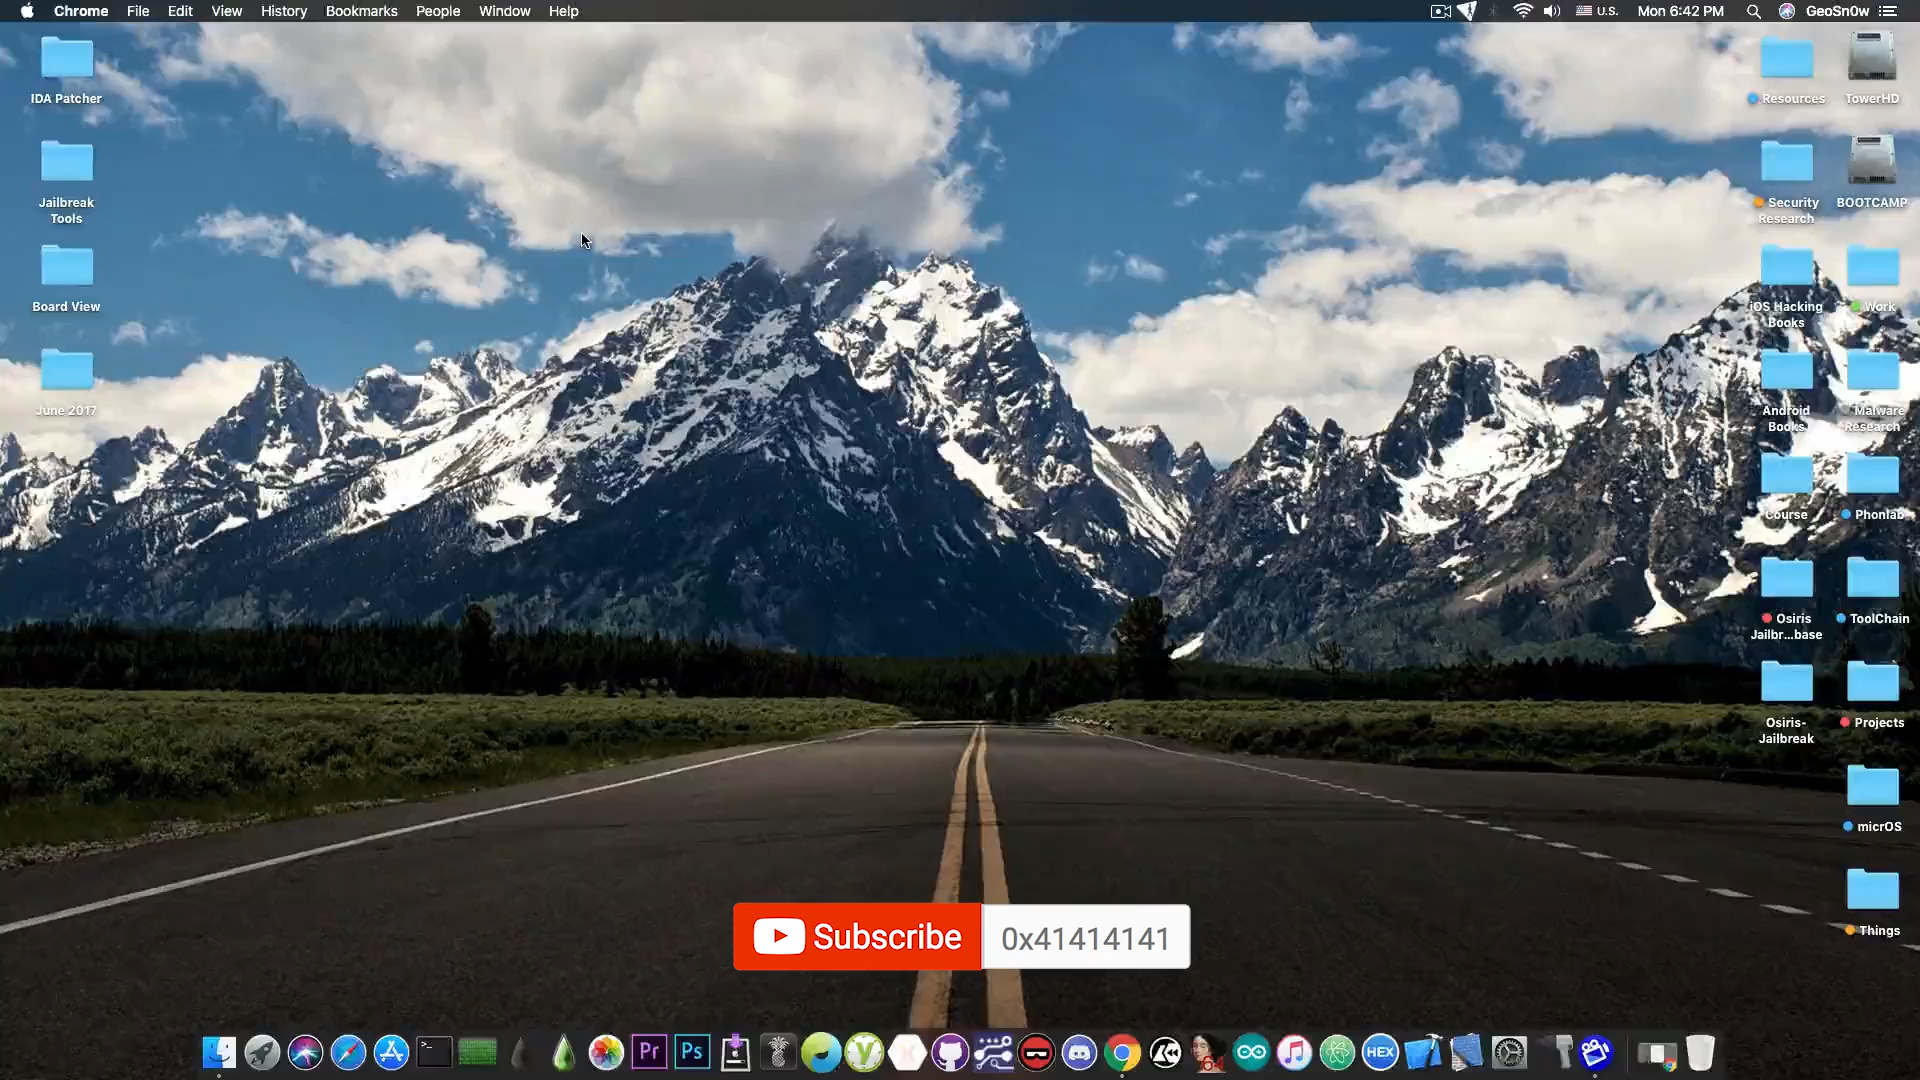 Chrome File Edit View History Bookmarks People Window Help
U.S. Mon 6:42 PM GeoSn0w
IDA Patcher
Jailbreak
Tools
Board View
June 2017
Resources
TowerHD
Security
Research
BOOTCAMP
iOS Hacking
Books
Work
Android
Books
Malware
Research
Course
Phonlab
Osiris
Jailbr...base
ToolChain
Osiris-
Jailbreak
Projects
micrOS
Things
Subscribe 0x41414141
>_
Pr
Ps
64
HEX